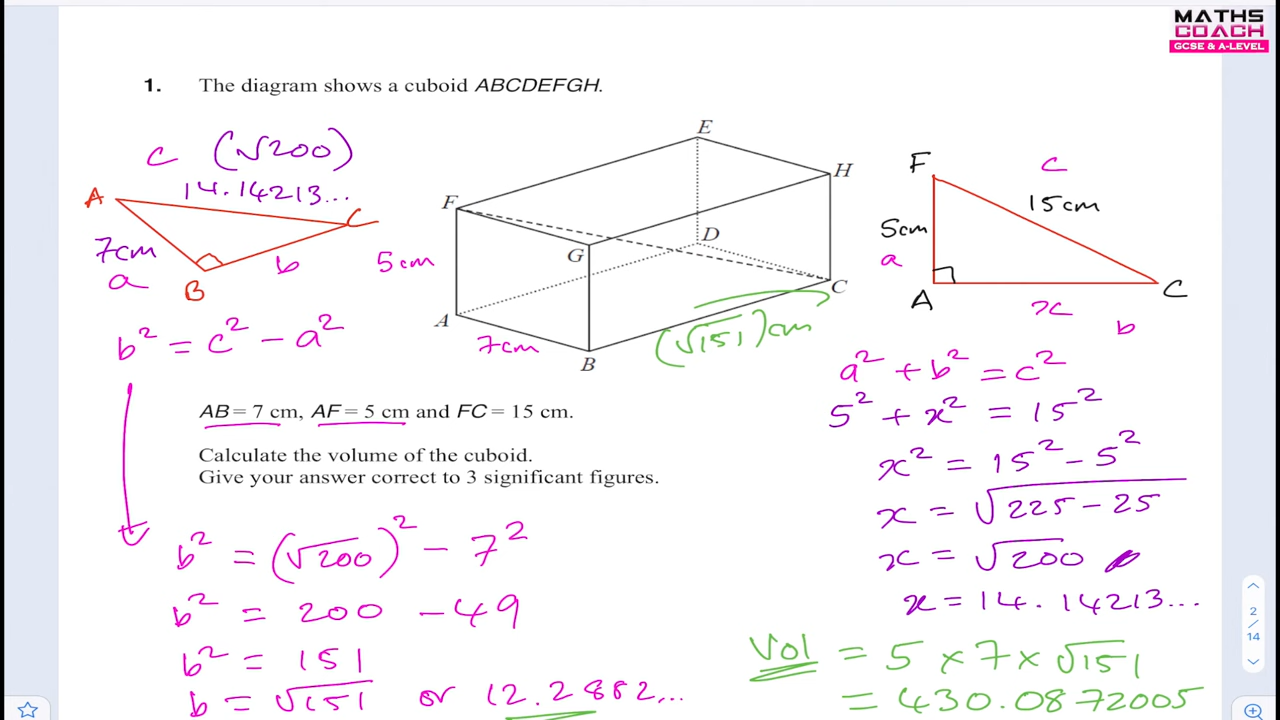 MATHS
COACH
GCSE & A-LEVEL
1. The diagram shows a cuboid ABCDEFGH.
c (√200)
14.14213...
A
C
7cm
a
b
B
b² = c² - a²
E
F
H
G
D
5cm
A
C
7cm
B
(√151)cm
F
c
15cm
5cm
a
A
x
C
b
AB = 7 cm, AF = 5 cm and FC = 15 cm.
Calculate the volume of the cuboid.
Give your answer correct to 3 significant figures.
b² = (√200)² - 7²
b² = 200 - 49
b² = 151
b = √151 or 12.2882...
a² + b² = c²
5² + x² = 15²
x² = 15² - 5²
x = √225 - 25
x = √200
x = 14.14213...
Vol = 5 × 7 × √151
= 430.0872005
2
/
14